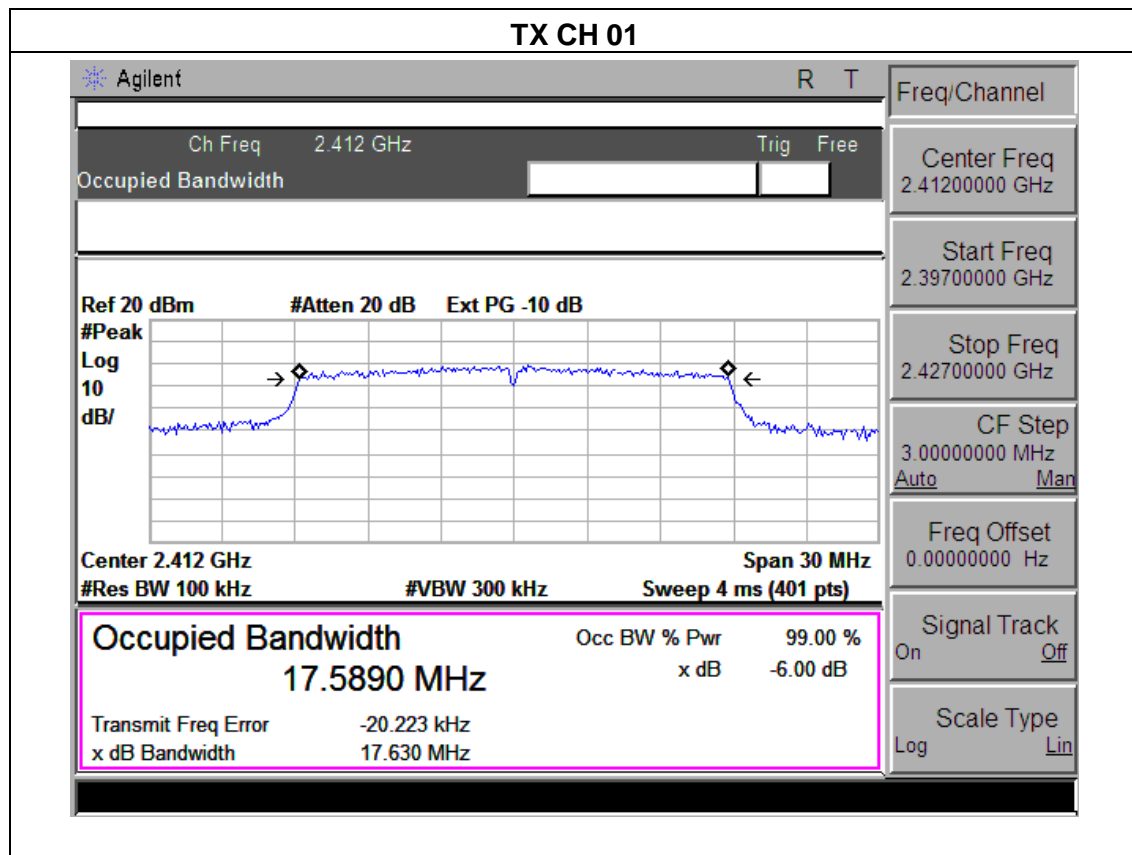 TX CH 01
Agilent R T
Ch Freq 2.412 GHz Trig Free
Occupied Bandwidth
Ref 20 dBm #Atten 20 dB Ext PG -10 dB
#Peak
Log
10
dB/
Center 2.412 GHz Span 30 MHz
#Res BW 100 kHz #VBW 300 kHz Sweep 4 ms (401 pts)
Occupied Bandwidth
17.5890 MHz
Occ BW % Pwr 99.00 %
x dB -6.00 dB
Transmit Freq Error -20.223 kHz
x dB Bandwidth 17.630 MHz
Freq/Channel
Center Freq
2.41200000 GHz
Start Freq
2.39700000 GHz
Stop Freq
2.42700000 GHz
CF Step
3.00000000 MHz
Auto Man
Freq Offset
0.00000000 Hz
Signal Track
On Off
Scale Type
Log Lin